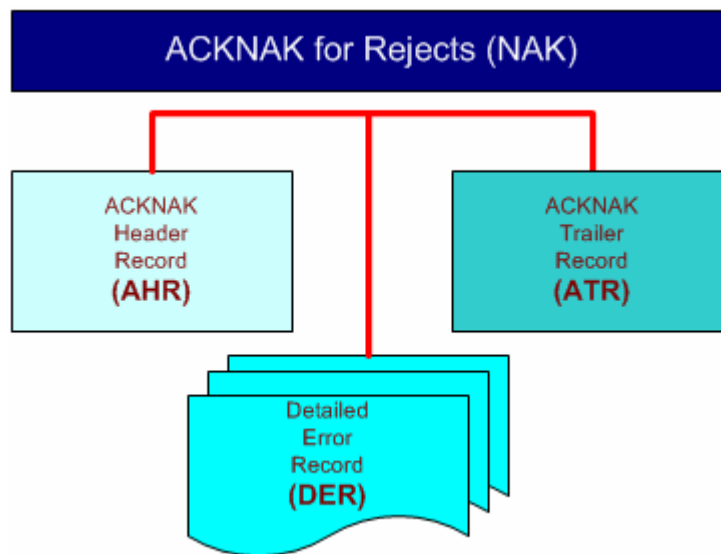 ACKNAK for Rejects (NAK)
ACKNAK
Header
Record
(AHR)
ACKNAK
Trailer
Record
(ATR)
Detailed
Error
Record
(DER)